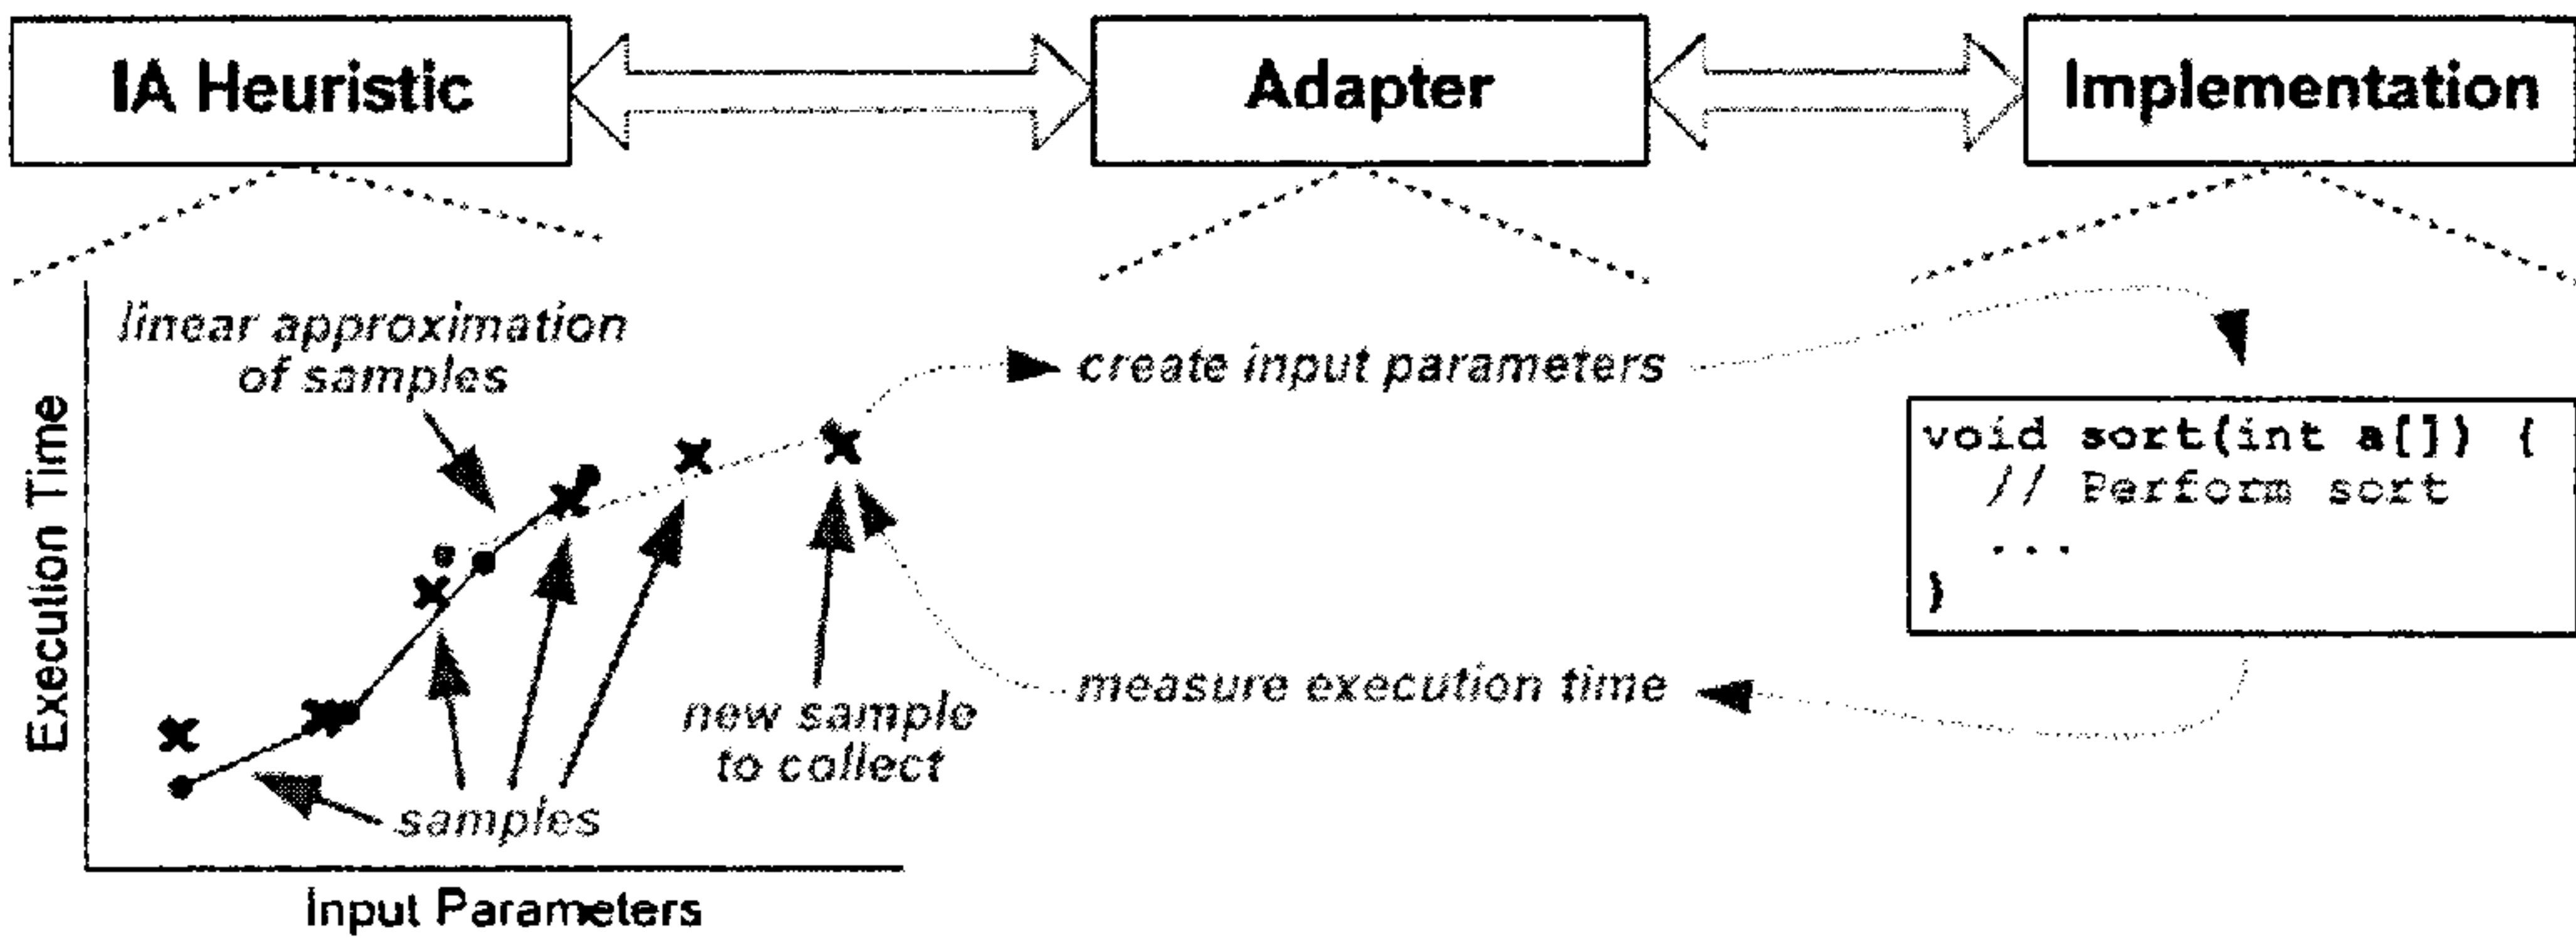 IA Heuristic
Adapter
Implementation
linear approximation
of samples
create input parameters
void sort(int a[]) {
// Perform sort
...
}
Execution Time
measure execution time
new sample
to collect
samples
Input Parameters